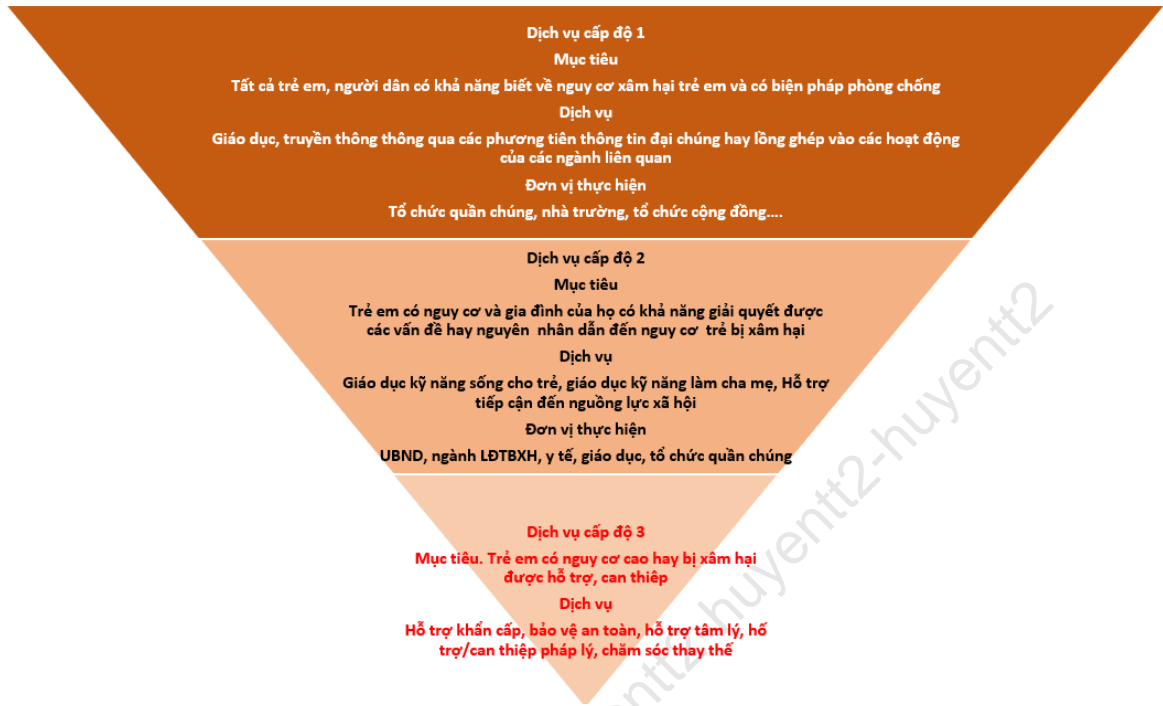 Dịch vụ cấp độ 1
Mục tiêu
Tất cả trẻ em, người dân có khả năng biết về nguy cơ xâm hại trẻ em và có biện pháp phòng chống
Dịch vụ
Giáo dục, truyền thông thông qua các phương tiên thông tin đại chúng hay lồng ghép vào các hoạt động
của các ngành liên quan
Đơn vị thực hiện
Tổ chức quần chúng, nhà trường, tổ chức cộng đồng....
Dịch vụ cấp độ 2
Mục tiêu
Trẻ em có nguy cơ và gia đình của họ có khả năng giải quyết được
các vấn đề hay nguyên nhân dẫn đến nguy cơ trẻ bị xâm hại
Dịch vụ
Giáo dục kỹ năng sống cho trẻ, giáo dục kỹ năng làm cha mẹ, Hỗ trợ
tiếp cận đến nguồng lực xã hội
Đơn vị thực hiện
UBND, ngành LĐTBXH, y tế, giáo dục, tổ chức quần chúng
Dịch vụ cấp độ 3
Mục tiêu. Trẻ em có nguy cơ cao hay bị xâm hại
được hỗ trợ, can thiêp
Dịch vụ
Hỗ trợ khẩn cấp, bảo vệ an toàn, hỗ trợ tâm lý, hố
trợ/can thiệp pháp lý, chăm sóc thay thế
entt2-huyentt2-huyentt2